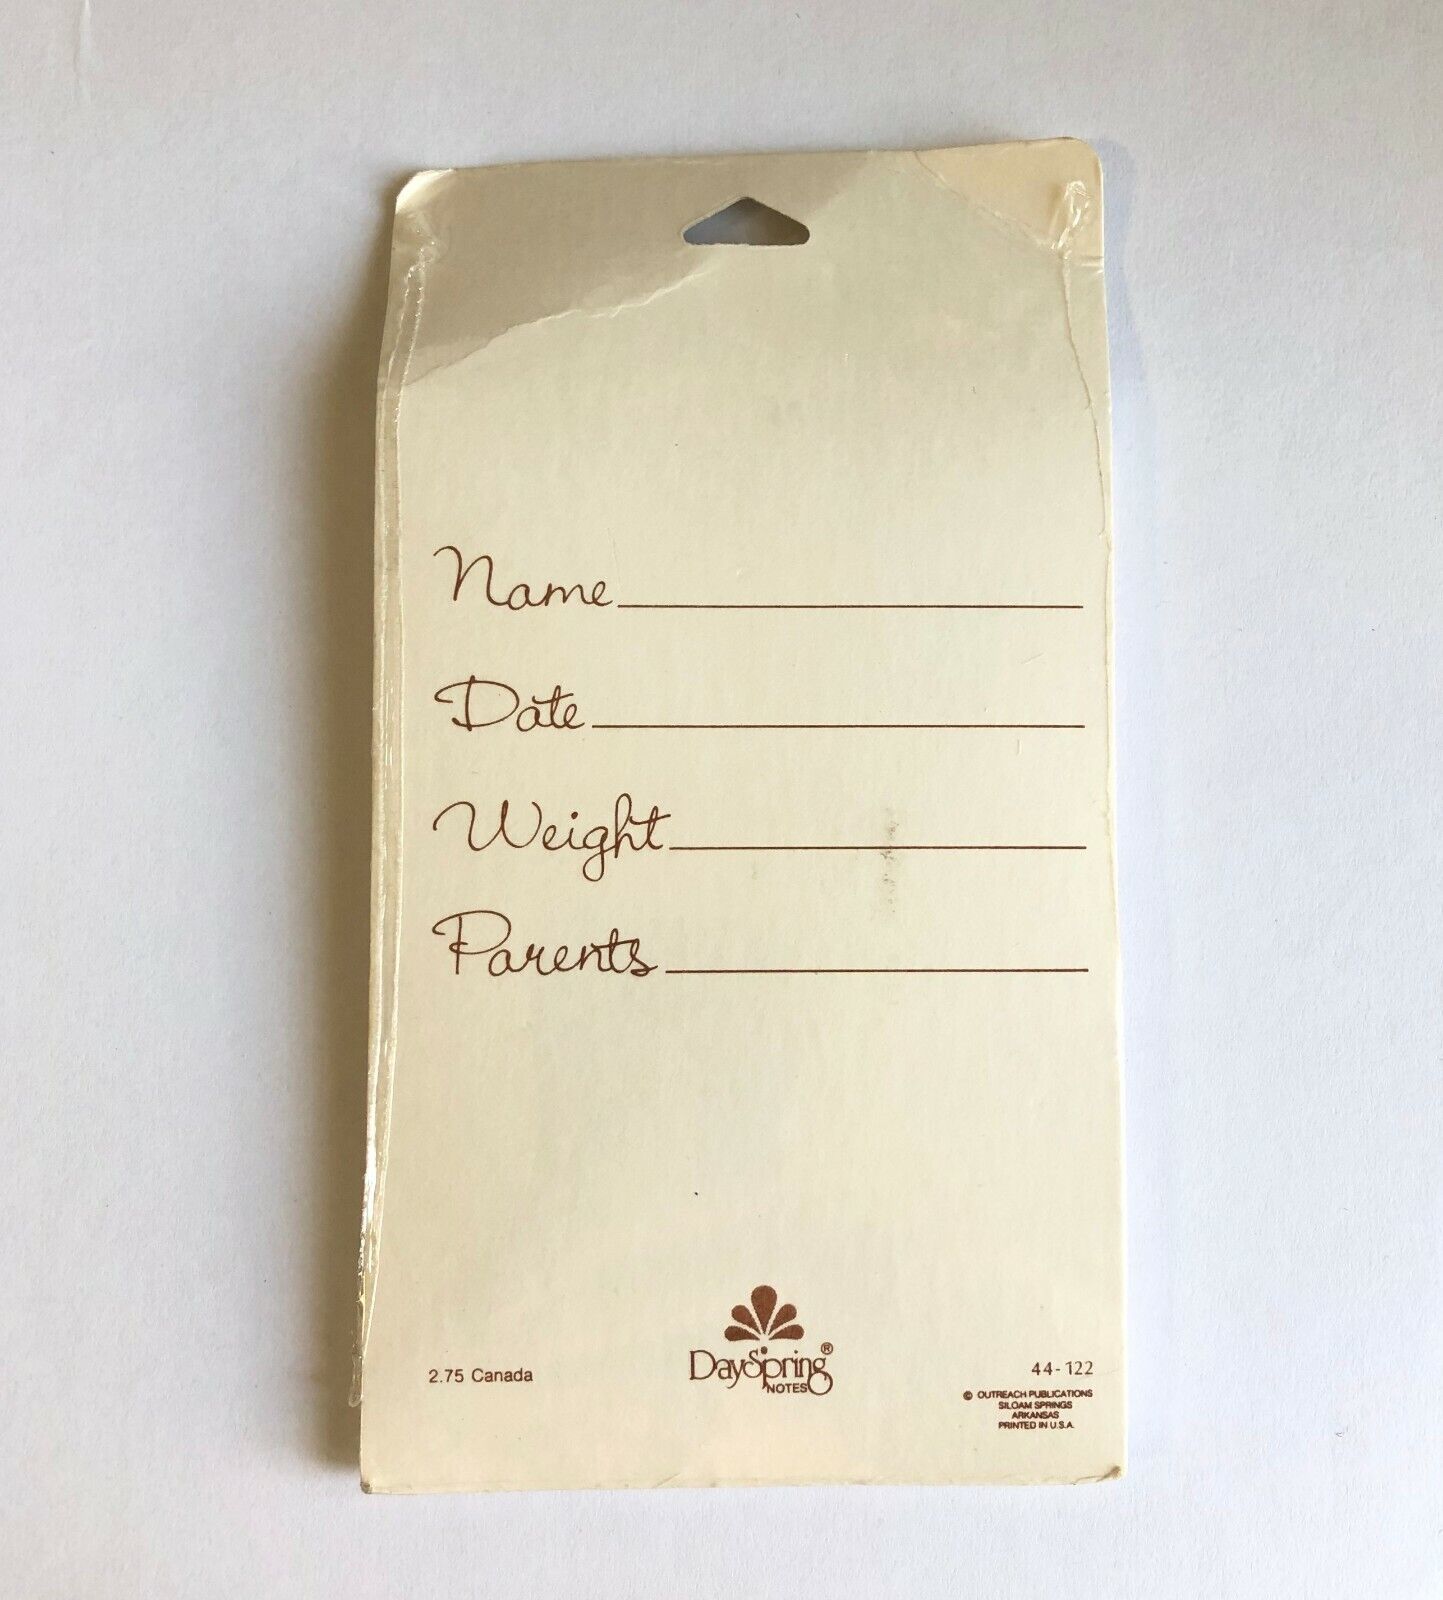 Name
Date
Weight
Parents
DaySpring®
NOTES
2.75 Canada
44-122
© OUTREACH PUBLICATIONS
SILOAM SPRINGS
ARKANSAS
PRINTED IN U.S.A.